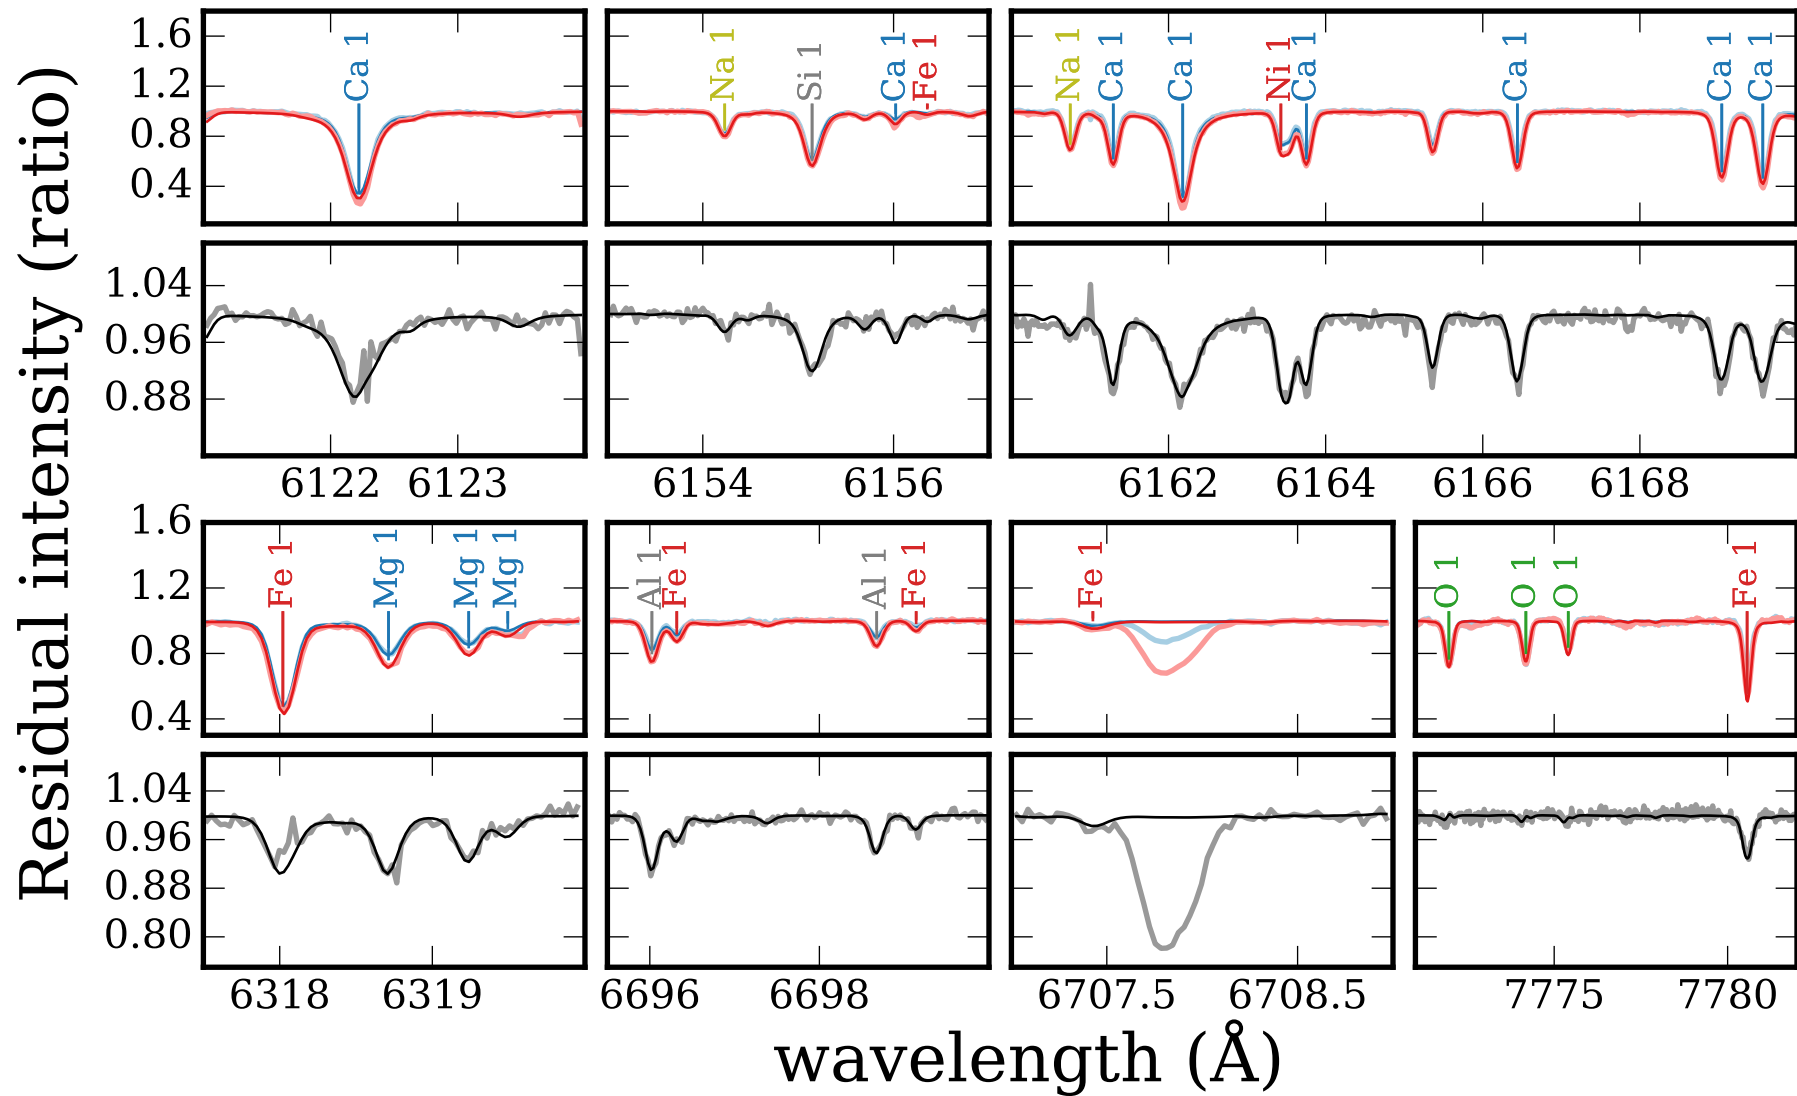 Residual intensity (ratio)
1.6
1.2
0.8
0.4
Ca 1
Na 1
Si 1
Ca 1
Fe 1
Na 1
Ca 1
Ca 1
Ni 1
Ca 1
Ca 1
Ca 1
Ca 1
1.04
0.96
0.88
6122 6123
6154 6156
6162 6164 6166 6168
1.6
1.2
0.8
0.4
Fe 1
Mg 1
Mg 1
Mg 1
Al 1
Fe 1
Al 1
Fe 1
Fe 1
O 1
O 1
O 1
Fe 1
1.04
0.96
0.88
0.80
6318 6319
6696 6698
6707.5 6708.5
7775 7780
wavelength (Å)